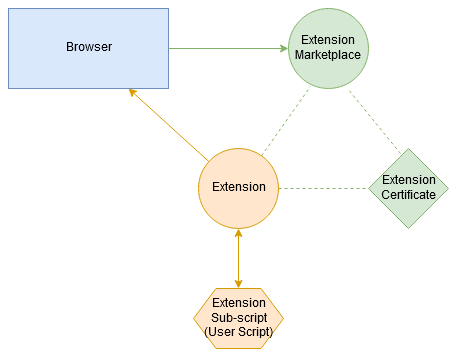 Browser
Extension
Marketplace
Extension
Extension
Certificate
Extension
Sub-script
(User Script)